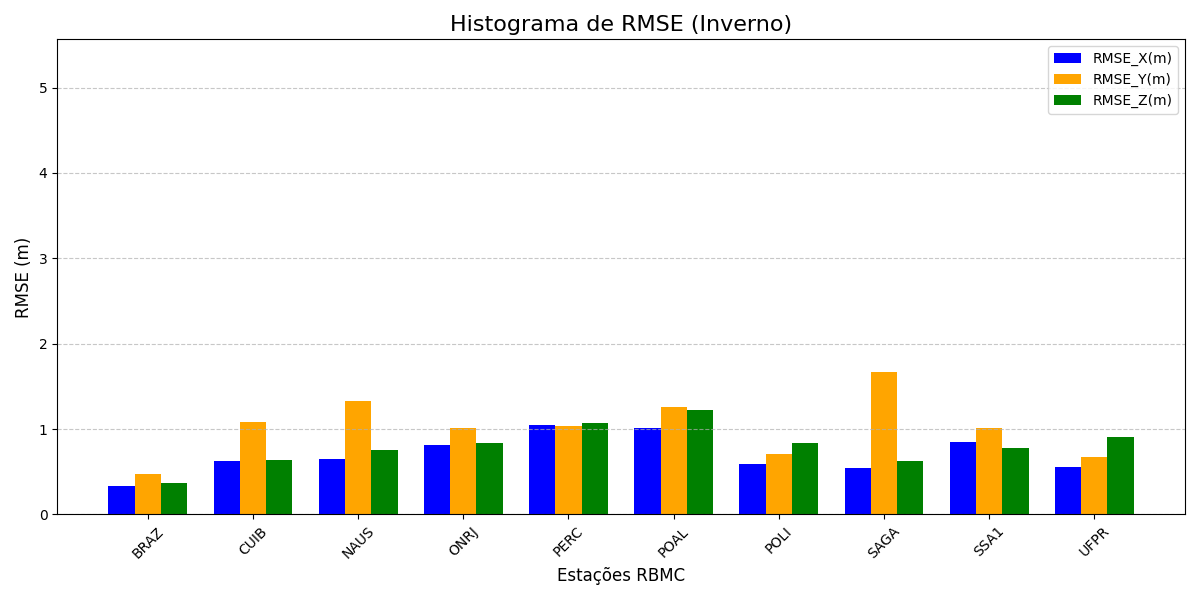 Histograma de RMSE (Inverno)
RMSE_X(m)
RMSE_Y(m)
RMSE_Z(m)
RMSE (m)
5
4
3
2
1
0
BRAZ
CUIB
NAUS
ONRJ
PERC
POAL
POLI
SAGA
SSA1
UFPR
Estações RBMC